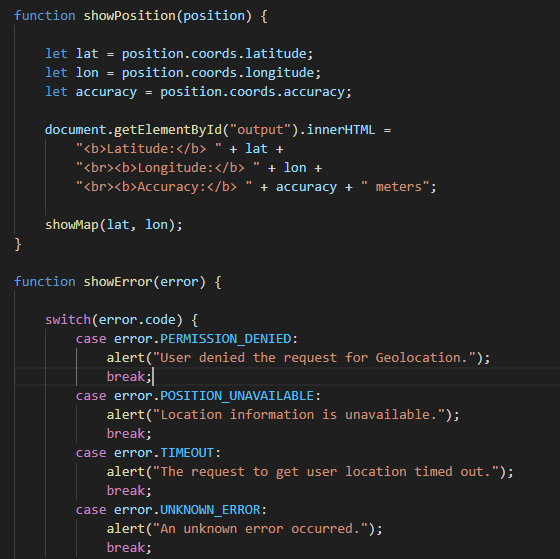 function showPosition(position) {
let lat = position.coords.latitude;
let lon = position.coords.longitude;
let accuracy = position.coords.accuracy;
document.getElementById("output").innerHTML =
"<b>Latitude:</b> " + lat +
"<br><b>Longitude:</b> " + lon +
"<br><b>Accuracy:</b> " + accuracy + " meters";
showMap(lat, lon);
}
function showError(error) {
switch(error.code) {
case error.PERMISSION_DENIED:
alert("User denied the request for Geolocation.");
break;
case error.POSITION_UNAVAILABLE:
alert("Location information is unavailable.");
break;
case error.TIMEOUT:
alert("The request to get user location timed out.");
break;
case error.UNKNOWN_ERROR:
alert("An unknown error occurred.");
break;